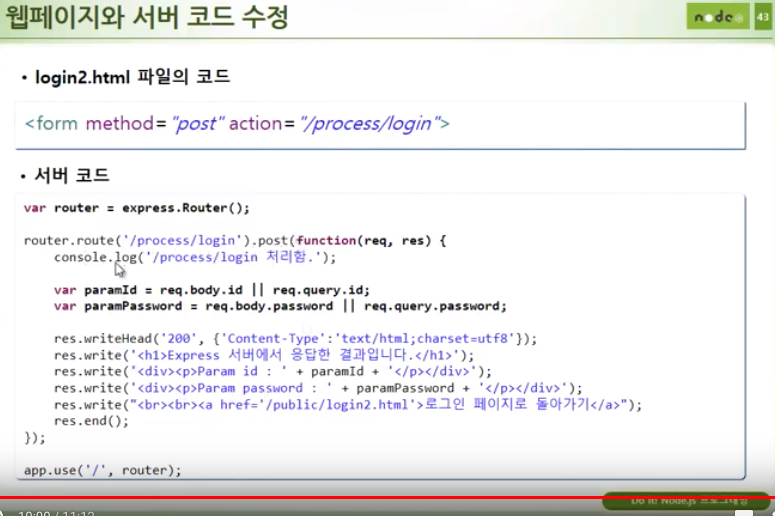 웹페이지와 서버 코드 수정
node
43
• login2.html 파일의 코드
<form method="post" action="/process/login">
• 서버 코드
var router = express.Router();
router.route('/process/login').post(function(req, res) {
console.log('/process/login 처리함.');
var paramId = req.body.id || req.query.id;
var paramPassword = req.body.password || req.query.password;
res.writeHead('200', {'Content-Type':'text/html;charset=utf8'});
res.write('<h1>Express 서버에서 응답한 결과입니다.</h1>');
res.write('<div><p>Param id : ' + paramId + '</p></div>');
res.write('<div><p>Param password : ' + paramPassword + '</p></div>');
res.write("<br><br><a href='/public/login2.html'>로그인 페이지로 돌아가기</a>");
res.end();
});
app.use('/', router);
Do it! Node.js 프로그래밍
10:00 / 11:12